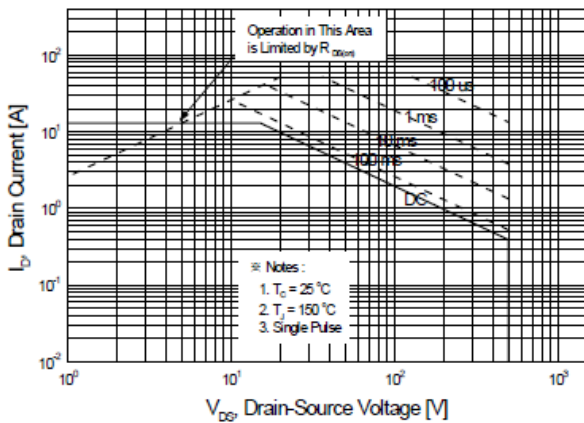 Operation in This Area
is Limited by R DS(on)
10²
10¹
10⁰
10⁻¹
10⁻²
I_D, Drain Current [A]
100 us
1 ms
10 ms
100 ms
DC
※ Notes :
1. T_C = 25 °C
2. T_J = 150 °C
3. Single Pulse
10⁰
10¹
10²
10³
V_DS, Drain-Source Voltage [V]